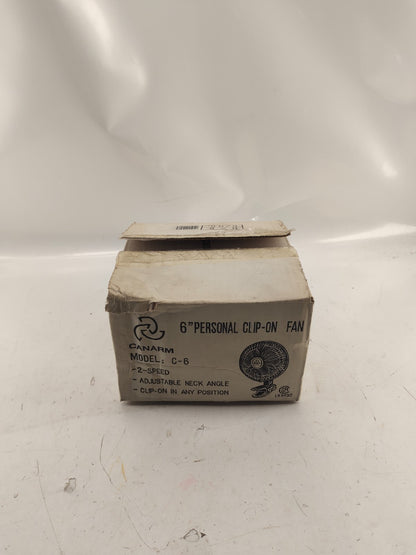 6" PERSONAL CLIP-ON FAN
CANARM
MODEL: C-6
-2-SPEED
- ADJUSTABLE NECK ANGLE
- CLIP-ON IN ANY POSITION